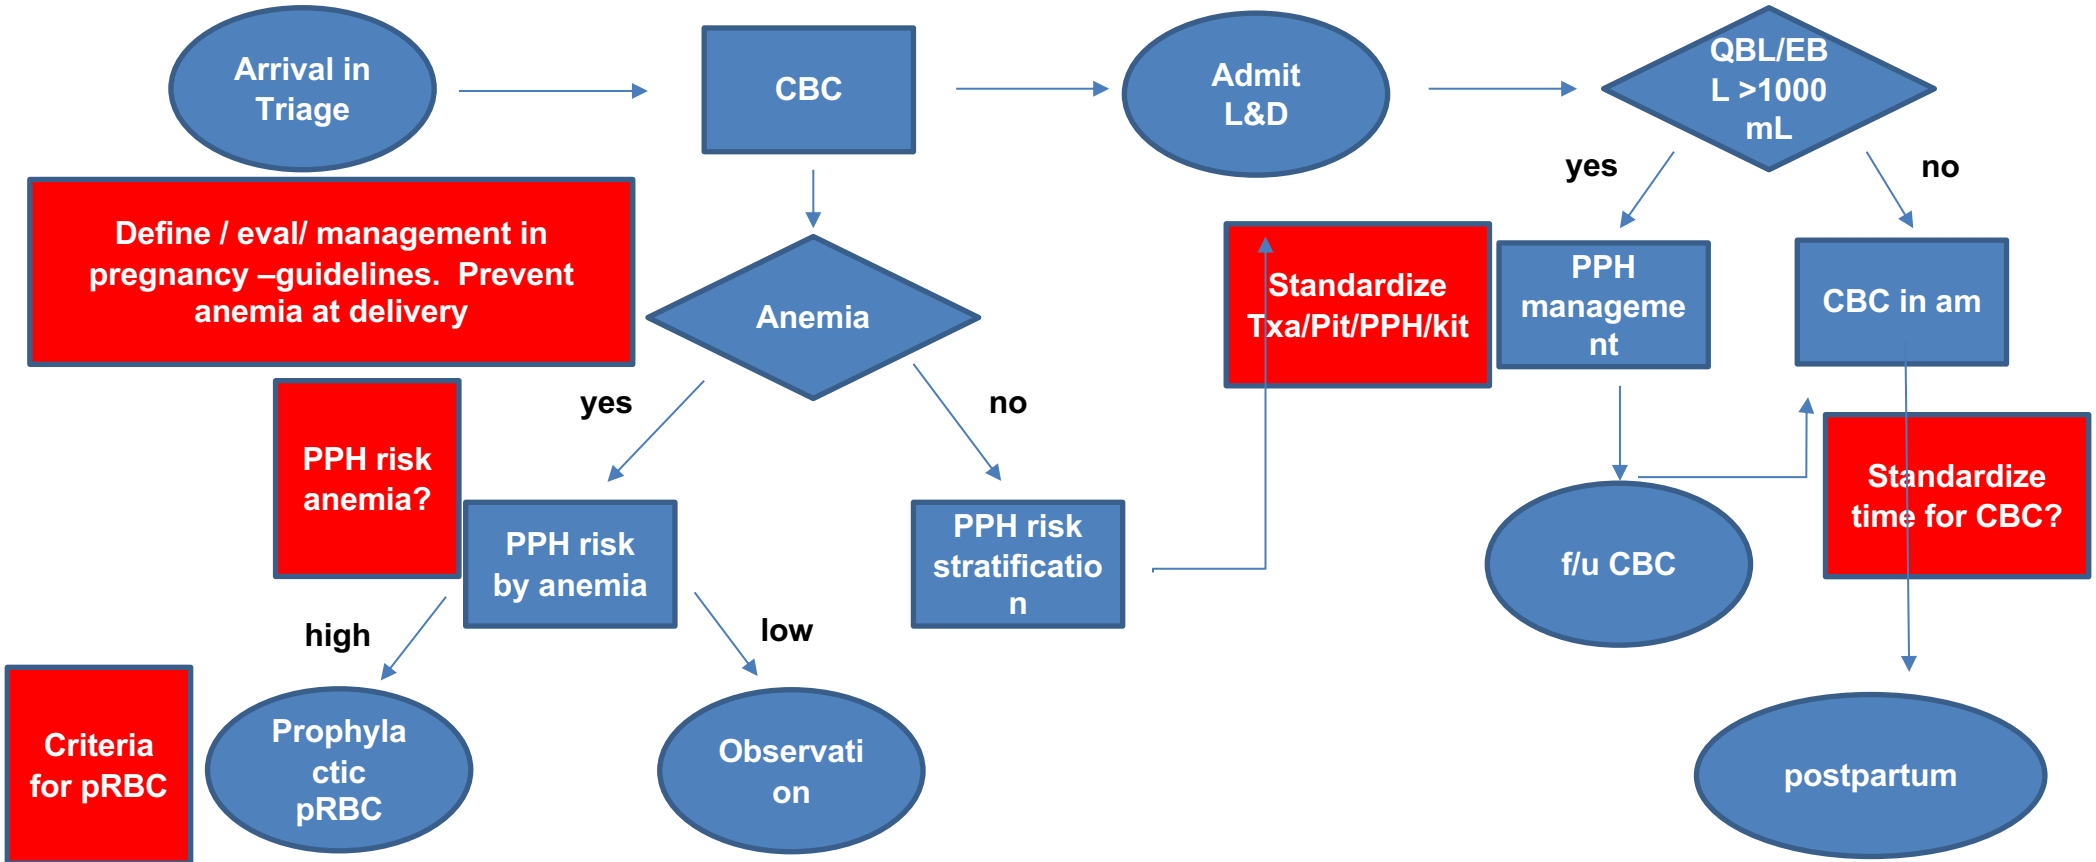 Arrival in
Triage
CBC
Admit
L&D
QBL/EB
L >1000
mL
yes
no
Define / eval/ management in
pregnancy –guidelines.  Prevent
anemia at delivery
Anemia
Standardize
Txa/Pit/PPH/kit
PPH
manageme
nt
CBC in am
yes
no
PPH risk
anemia?
PPH risk
by anemia
PPH risk
stratificatio
n
f/u CBC
Standardize
time for CBC?
high
low
Criteria
for pRBC
Prophyla
ctic
pRBC
Observati
on
postpartum